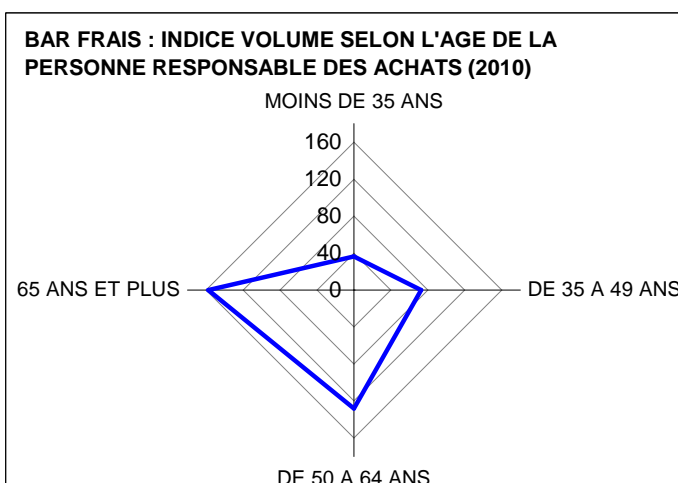 BAR FRAIS : INDICE VOLUME SELON L'AGE DE LA
PERSONNE RESPONSABLE DES ACHATS (2010)
MOINS DE 35 ANS
160
120
80
40
0
65 ANS ET PLUS
DE 35 A 49 ANS
DE 50 A 64 ANS